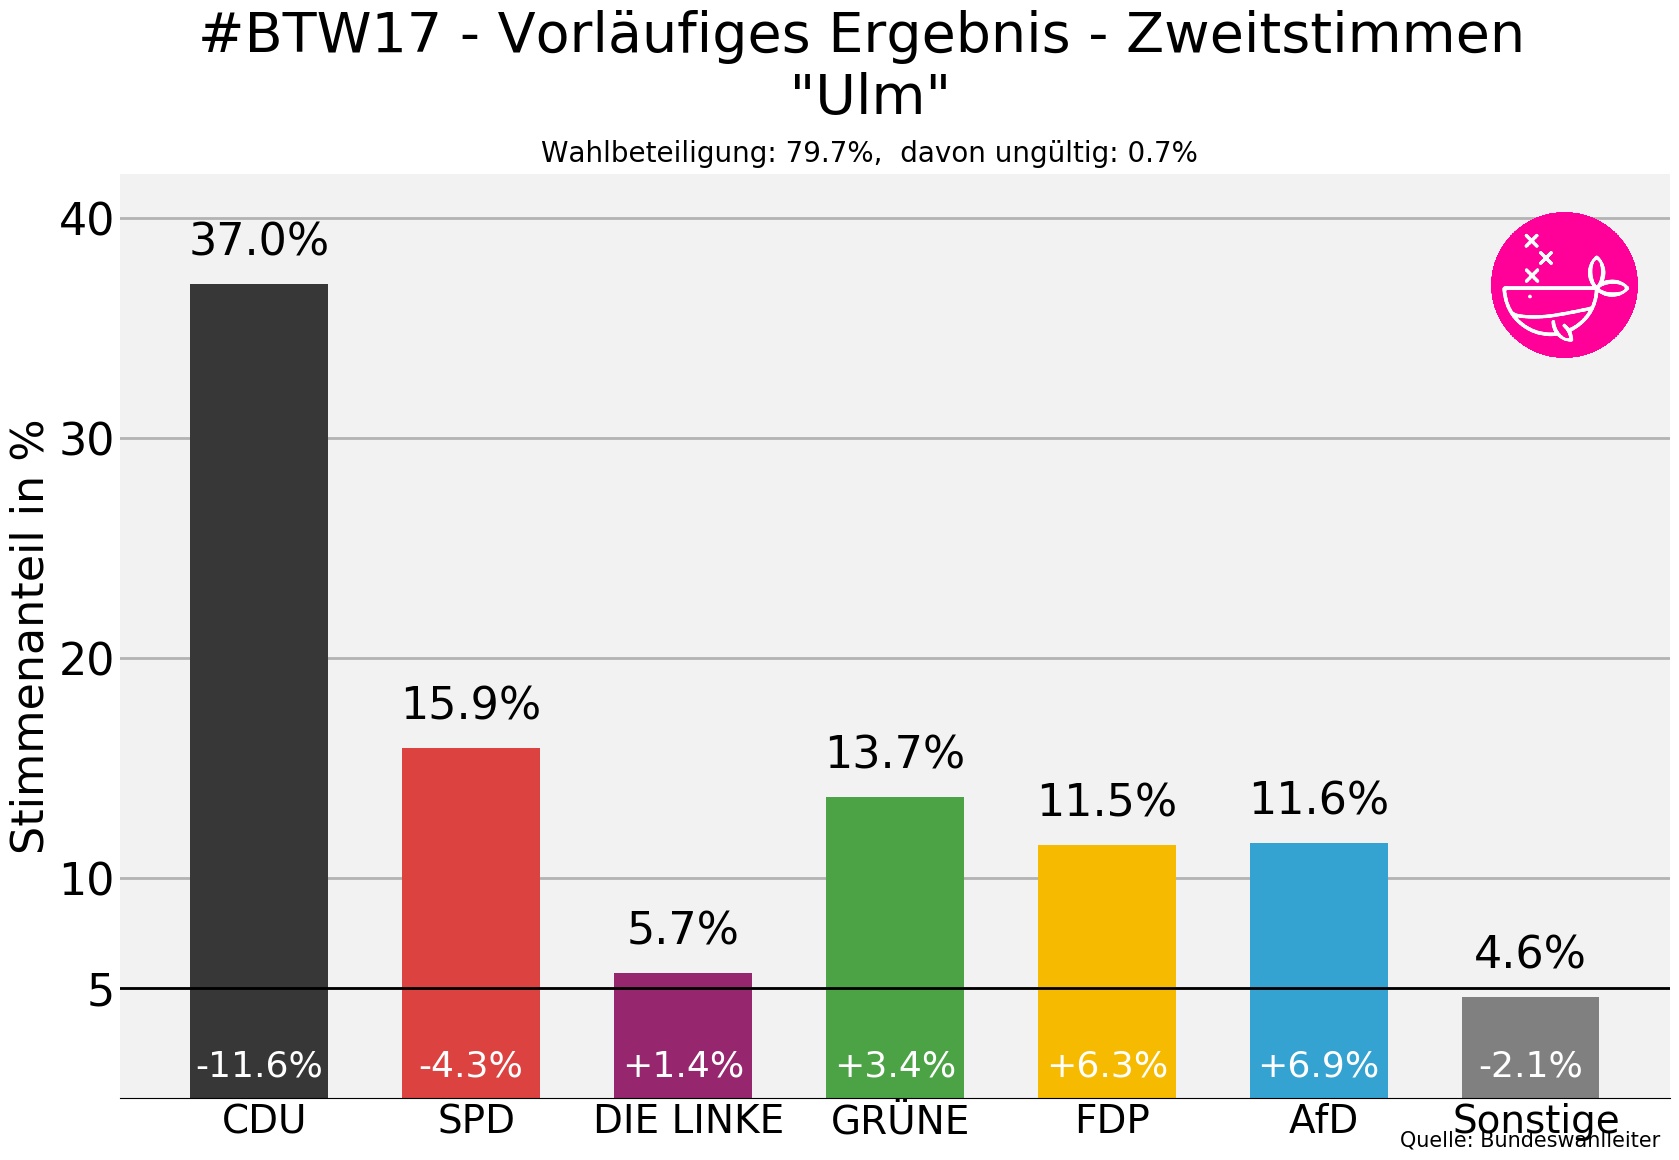 #BTW17 - Vorläufiges Ergebnis - Zweitstimmen
"Ulm"
Wahlbeteiligung: 79.7%,  davon ungültig: 0.7%
Stimmenanteil in %
40
30
20
10
5
37.0%
15.9%
5.7%
13.7%
11.5%
11.6%
4.6%
-11.6%
-4.3%
+1.4%
+3.4%
+6.3%
+6.9%
-2.1%
CDU
SPD
DIE LINKE
GRÜNE
FDP
AfD
Sonstige
Quelle: Bundeswahlleiter